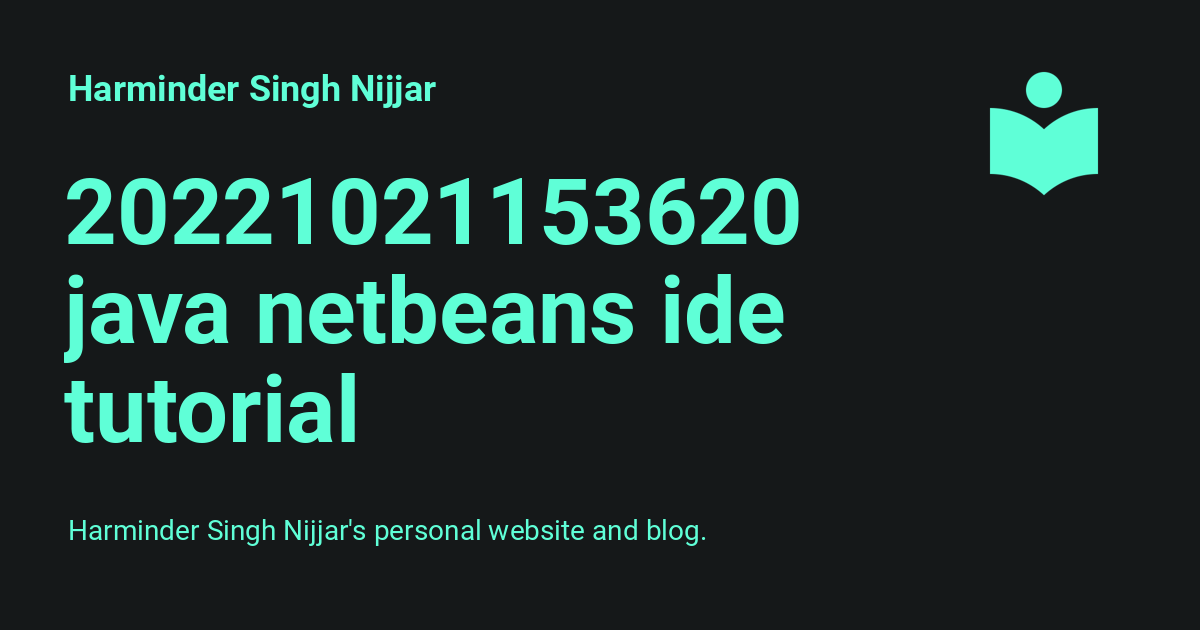 Harminder Singh Nijjar
20221021153620
java netbeans ide
tutorial
Harminder Singh Nijjar's personal website and blog.